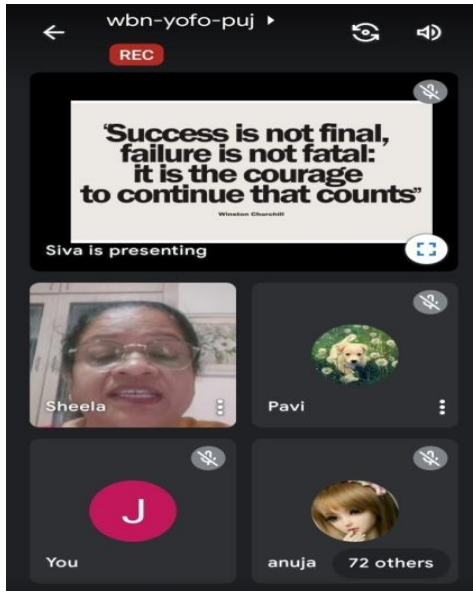 wbn-yofo-puj
REC
‘Success is not final,
failure is not fatal:
it is the courage
to continue that counts”
Winston Churchill
Siva is presenting
Sheela
Pavi
J
You
anuja
72 others